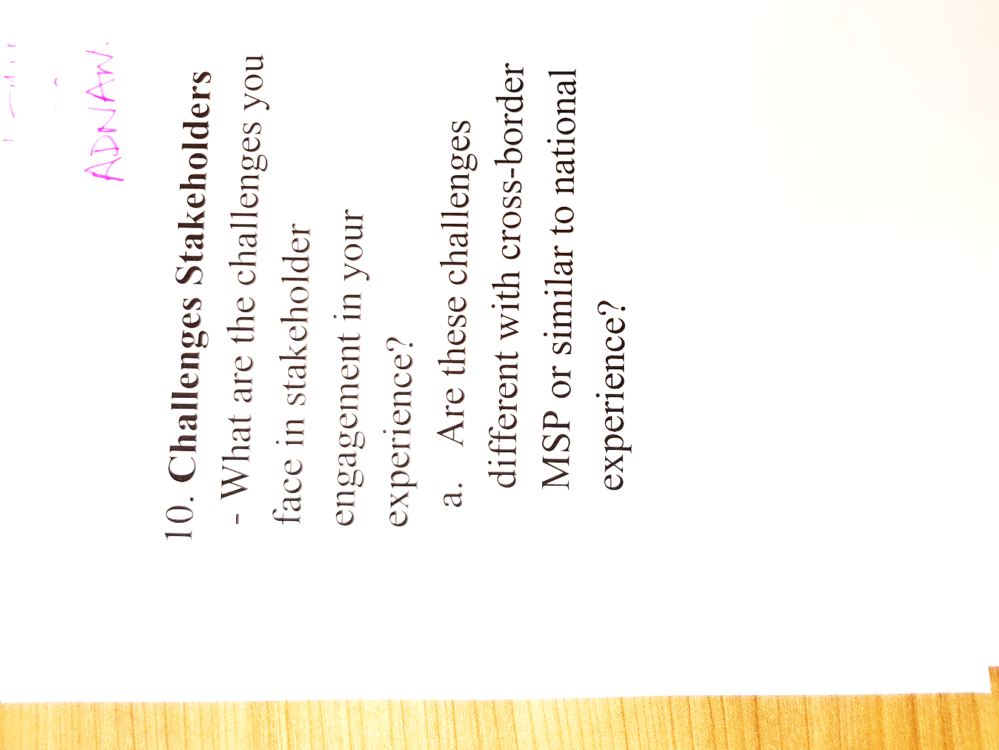 ADNAN.
10. Challenges Stakeholders
- What are the challenges you
face in stakeholder
engagement in your
experience?
a. Are these challenges
different with cross-border
MSP or similar to national
experience?